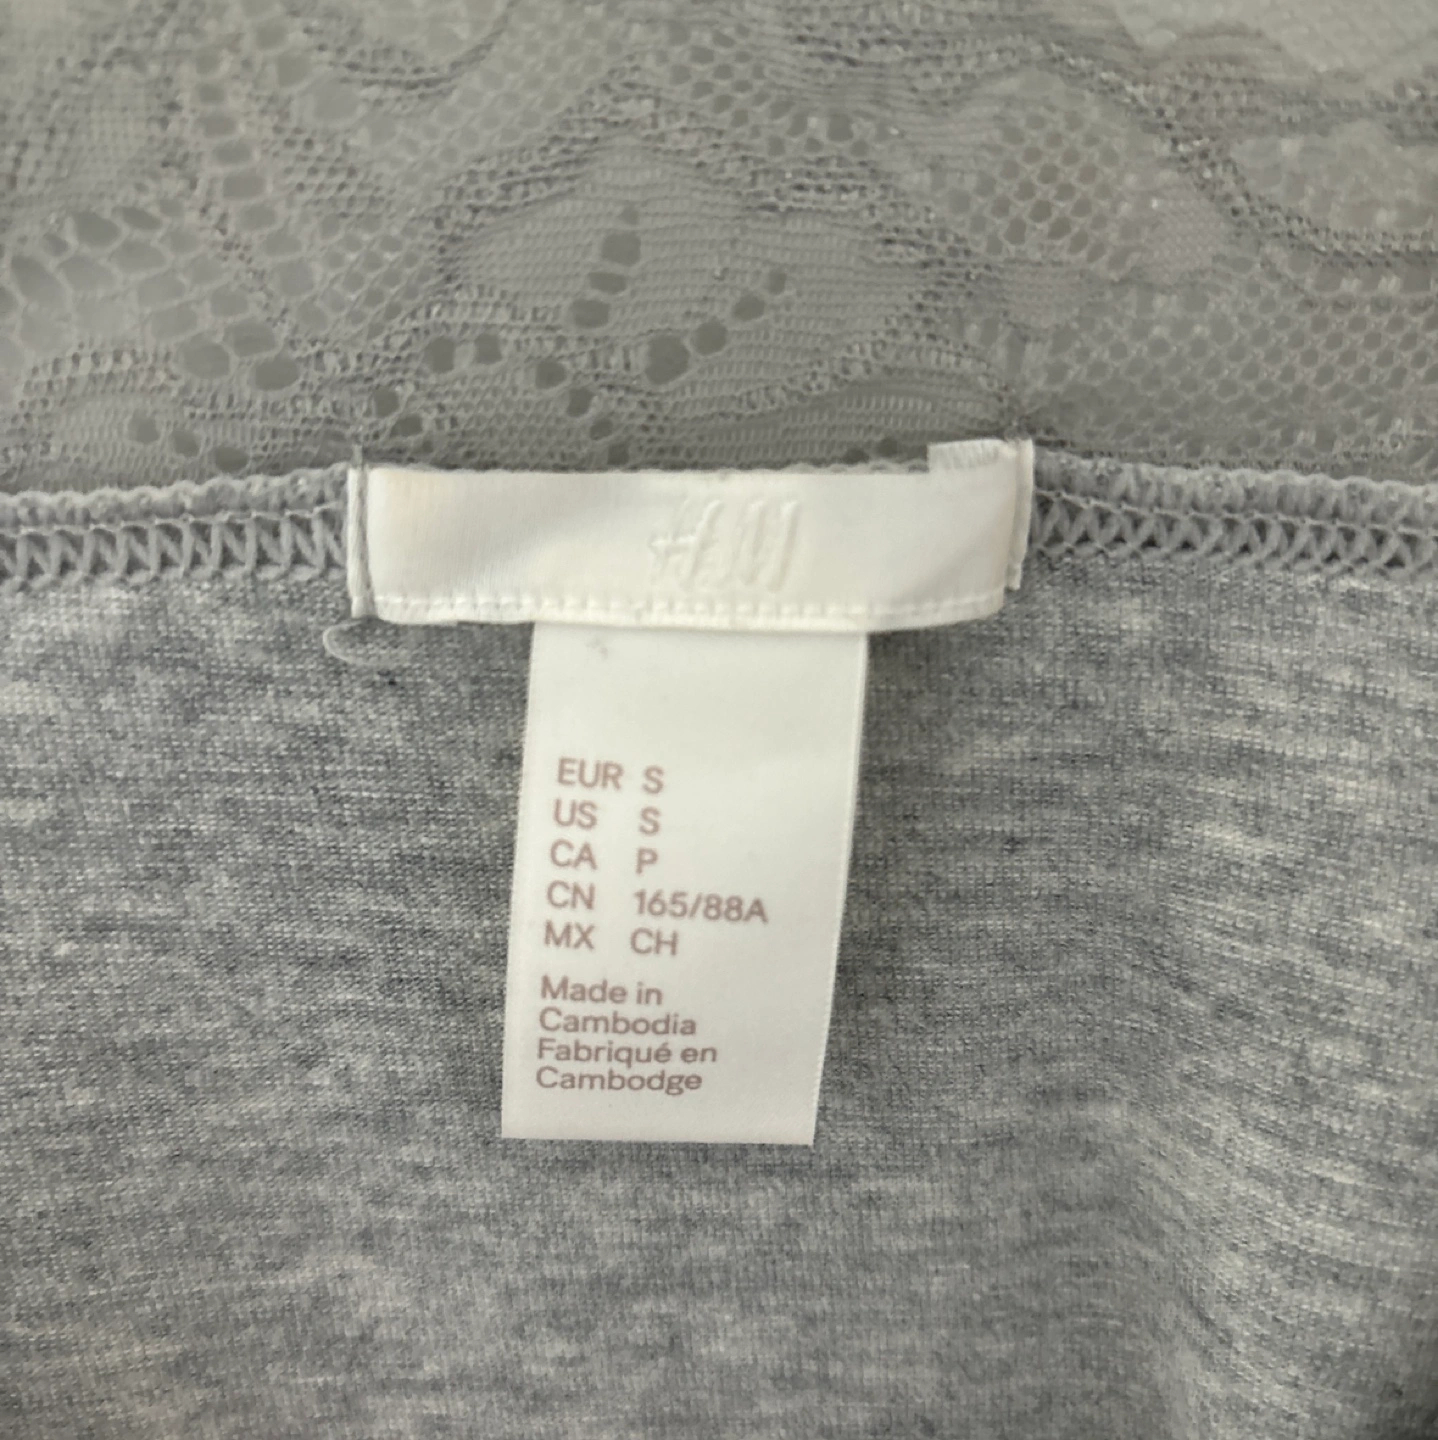 H&M
EUR S
US S
CA P
CN 165/88A
MX CH
Made in
Cambodia
Fabriqué en
Cambodge